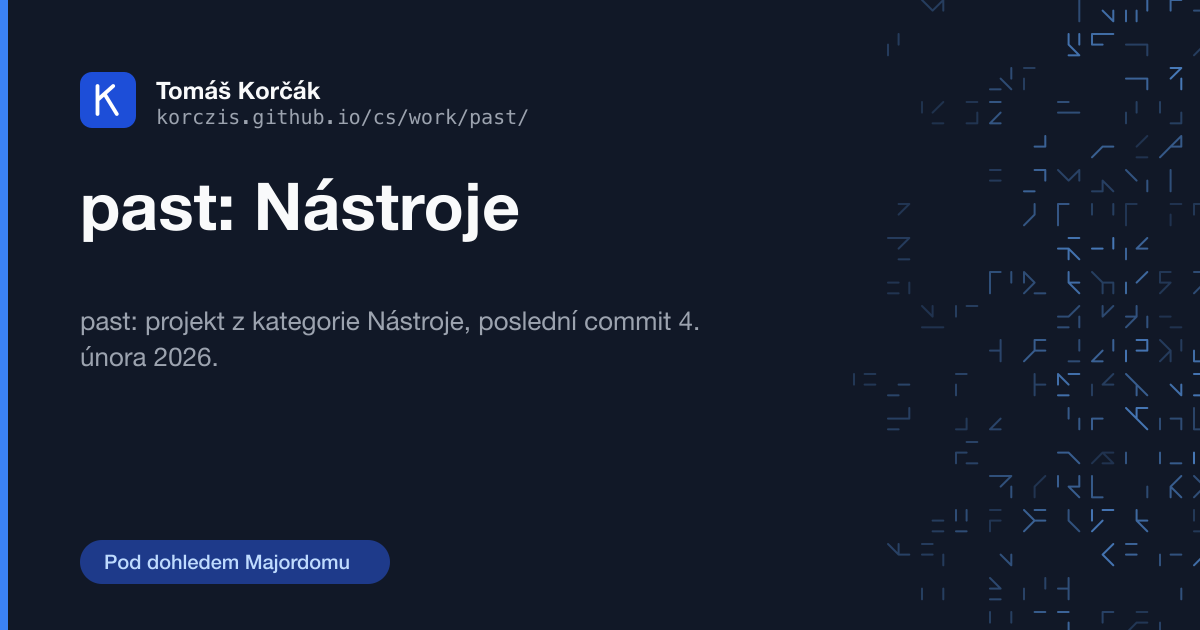 K
Tomáš Korčák
korczis.github.io/cs/work/past/
past: Nástroje
past: projekt z kategorie Nástroje, poslední commit 4.
února 2026.
Pod dohledem Majordomu